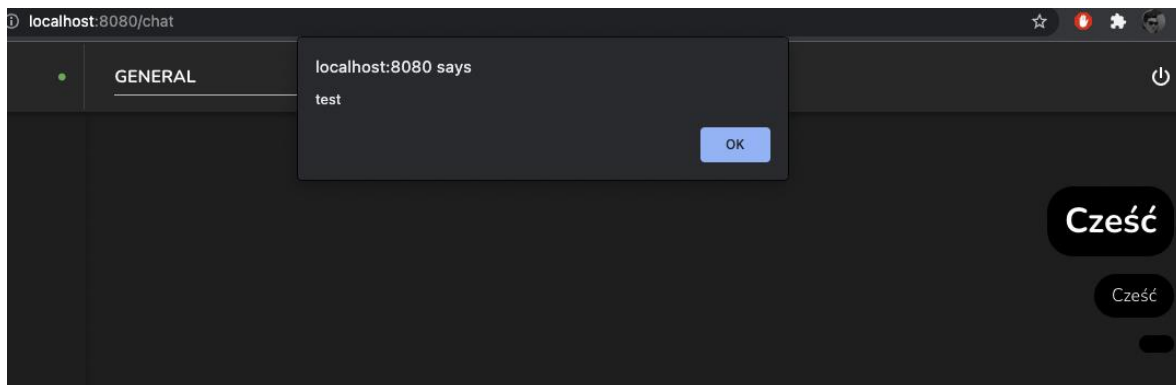 localhost:8080/chat
GENERAL
localhost:8080 says
test
OK
Cześć
Cześć